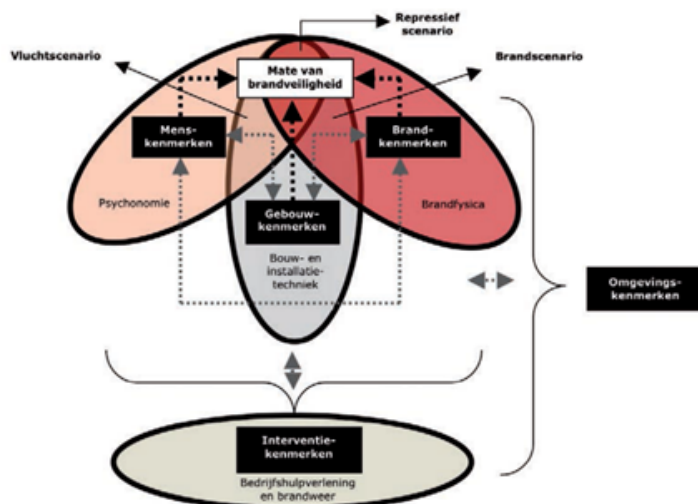 Repressief
scenario
Vluchtscenario
Brandscenario
Mate van
brandveiligheid
Mens-
kenmerken
Brand-
kenmerken
Psychonomie
Gebouw-
kenmerken
Brandfysica
Bouw- en
installatie-
techniek
Omgevings-
kenmerken
Interventie-
kenmerken
Bedrijfshulpverlening
en brandweer